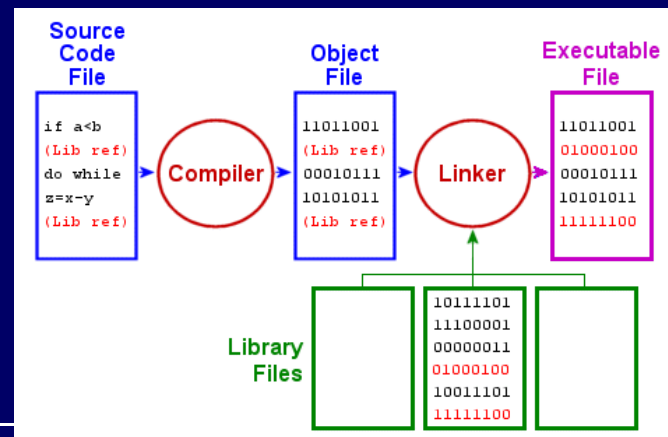 Source
Code
File
Object
File
Executable
File
if a<b
(Lib ref)
do while
z=x-y
(Lib ref)
Compiler
11011001
(Lib ref)
00010111
10101011
(Lib ref)
Linker
11011001
01000100
00010111
10101011
11111100
Library
Files
10111101
11100001
00000011
01000100
10011101
11111100